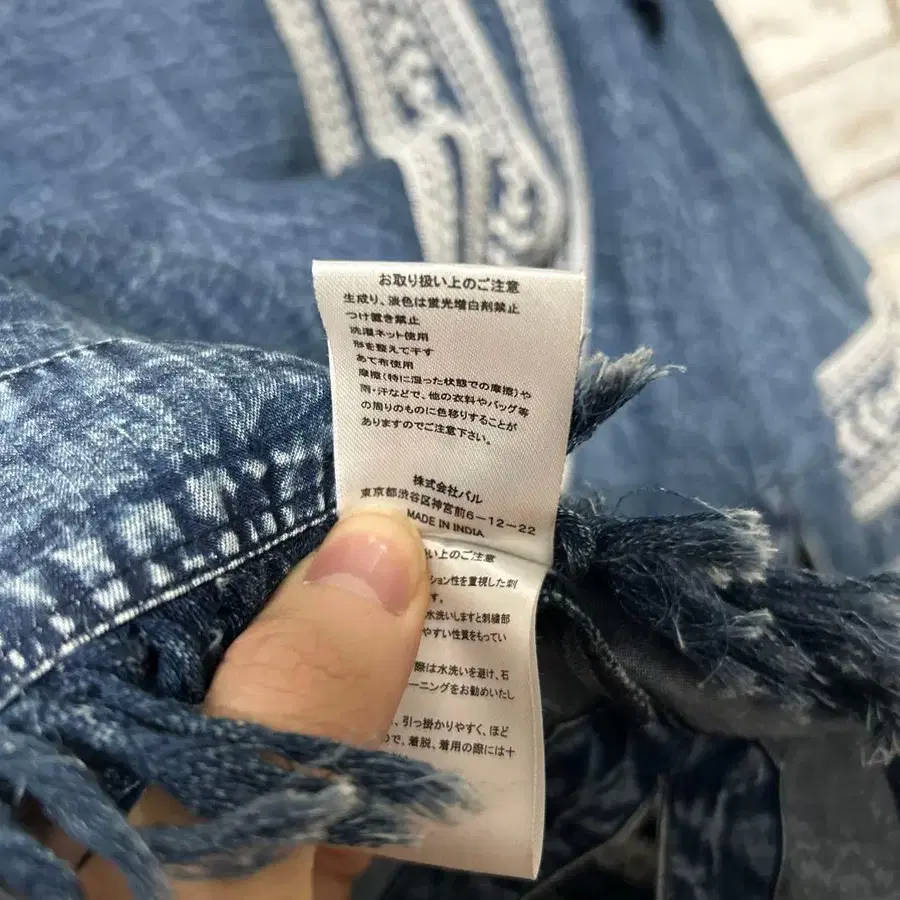 お取り扱い上のご注意
生成り、淡色は蛍光増白剤禁止
つけ置き禁止
洗濯ネット使用
形を整えて干す
あて布使用
摩擦(特に湿った状態での摩擦)や
雨・汗などで、他の衣料やバッグ等
の周りのものに色移りすることが
ありますのでご注意下さい。
株式会社パル
東京都渋谷区神宮前6-12-22
MADE IN INDIA
扱い上のご注意
ション性を重視した刺
す。
水洗いしますと刺繍部
やすい性質をもってい
際は水洗いを避け、石
ーニングをお勧めいたし
、引っ掛かりやすく、ほど
ので、着脱、着用の際には十